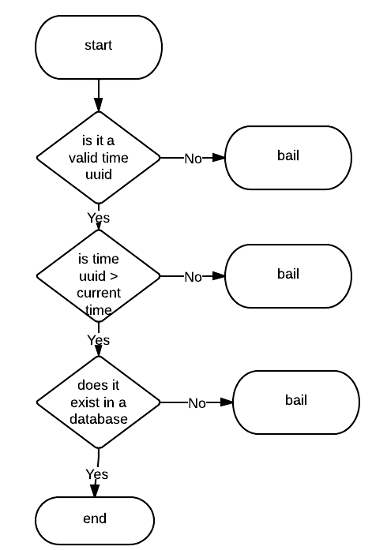 start
is it a
valid time
uuid
No
bail
Yes
is time
uuid >
current
time
No
bail
Yes
does it
exist in a
database
No
bail
Yes
end